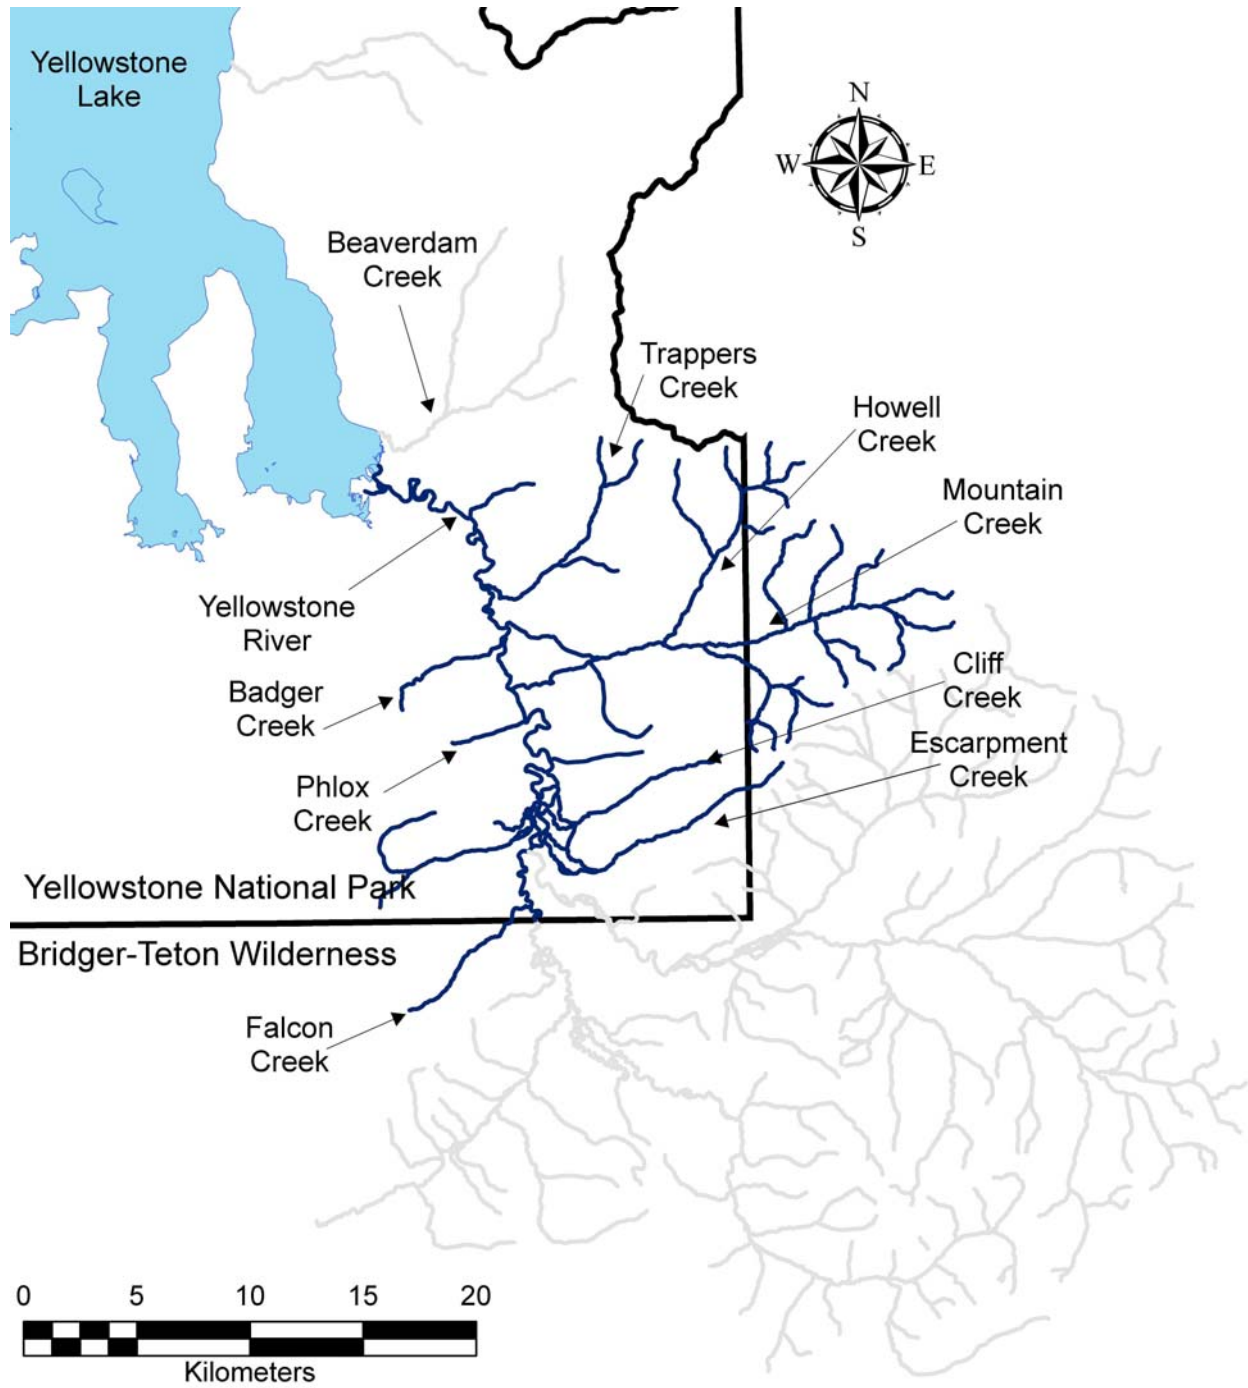 Yellowstone
Lake
N
W
E
S
Beaverdam
Creek
Trappers
Creek
Howell
Creek
Mountain
Creek
Yellowstone
River
Badger
Creek
Cliff
Creek
Escarpment
Creek
Phlox
Creek
Yellowstone National Park
Bridger-Teton Wilderness
Falcon
Creek
0 5 10 15 20
Kilometers